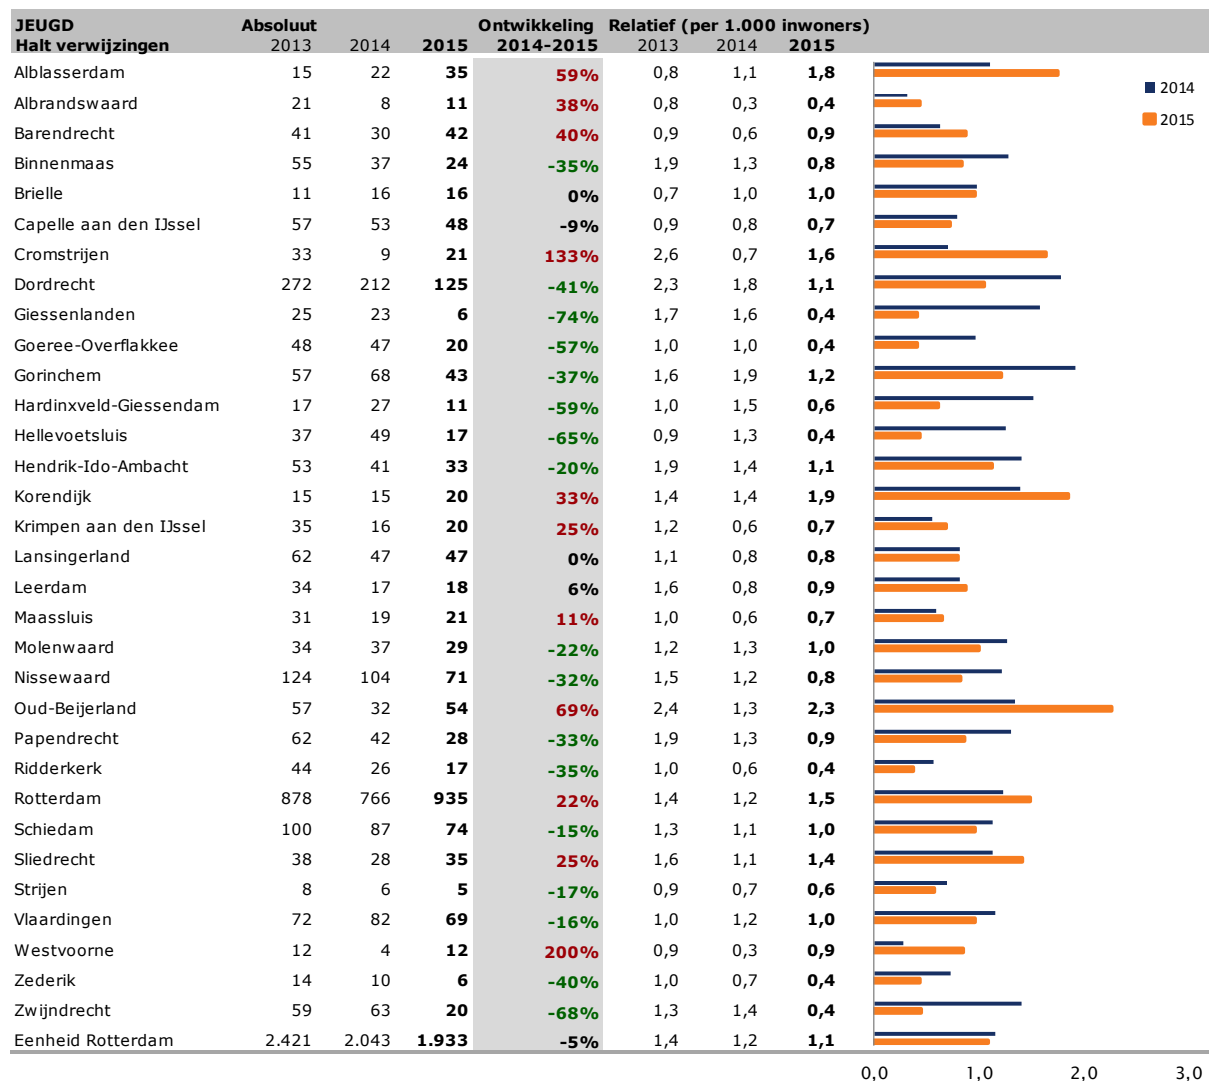 JEUGD Absoluut Ontwikkeling Relatief (per 1.000 inwoners)
Halt verwijzingen 2013 2014 2015 2014-2015 2013 2014 2015
Alblasserdam 15 22 35 59% 0,8 1,1 1,8
2014
Albrandswaard 21 8 11 38% 0,8 0,3 0,4
2015
Barendrecht 41 30 42 40% 0,9 0,6 0,9
Binnenmaas 55 37 24 -35% 1,9 1,3 0,8
Brielle 11 16 16 0% 0,7 1,0 1,0
Capelle aan den IJssel 57 53 48 -9% 0,9 0,8 0,7
Cromstrijen 33 9 21 133% 2,6 0,7 1,6
Dordrecht 272 212 125 -41% 2,3 1,8 1,1
Giessenlanden 25 23 6 -74% 1,7 1,6 0,4
Goeree-Overflakkee 48 47 20 -57% 1,0 1,0 0,4
Gorinchem 57 68 43 -37% 1,6 1,9 1,2
Hardinxveld-Giessendam 17 27 11 -59% 1,0 1,5 0,6
Hellevoetsluis 37 49 17 -65% 0,9 1,3 0,4
Hendrik-Ido-Ambacht 53 41 33 -20% 1,9 1,4 1,1
Korendijk 15 15 20 33% 1,4 1,4 1,9
Krimpen aan den IJssel 35 16 20 25% 1,2 0,6 0,7
Lansingerland 62 47 47 0% 1,1 0,8 0,8
Leerdam 34 17 18 6% 1,6 0,8 0,9
Maassluis 31 19 21 11% 1,0 0,6 0,7
Molenwaard 34 37 29 -22% 1,2 1,3 1,0
Nissewaard 124 104 71 -32% 1,5 1,2 0,8
Oud-Beijerland 57 32 54 69% 2,4 1,3 2,3
Papendrecht 62 42 28 -33% 1,9 1,3 0,9
Ridderkerk 44 26 17 -35% 1,0 0,6 0,4
Rotterdam 878 766 935 22% 1,4 1,2 1,5
Schiedam 100 87 74 -15% 1,3 1,1 1,0
Sliedrecht 38 28 35 25% 1,6 1,1 1,4
Strijen 8 6 5 -17% 0,9 0,7 0,6
Vlaardingen 72 82 69 -16% 1,0 1,2 1,0
Westvoorne 12 4 12 200% 0,9 0,3 0,9
Zederik 14 10 6 -40% 1,0 0,7 0,4
Zwijndrecht 59 63 20 -68% 1,3 1,4 0,4
Eenheid Rotterdam 2.421 2.043 1.933 -5% 1,4 1,2 1,1
0,0 1,0 2,0 3,0